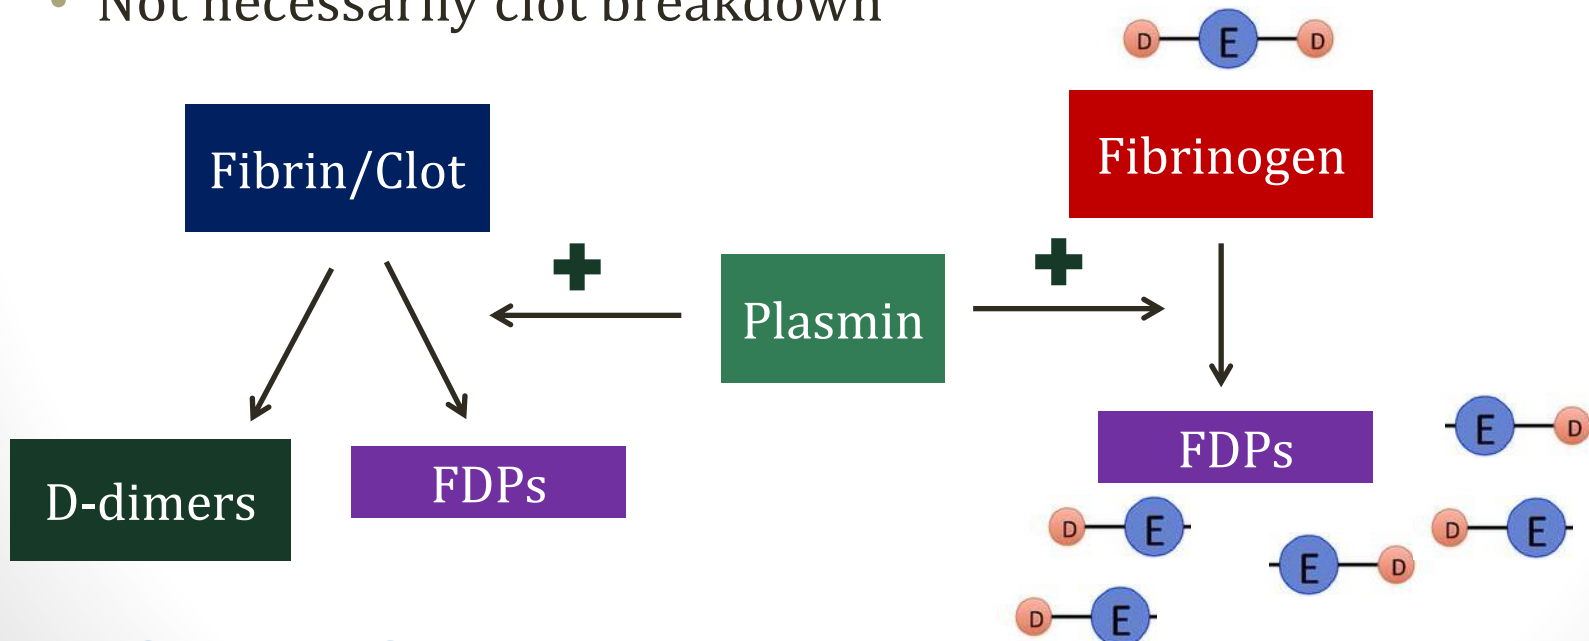 • Not necessarily clot breakdown
D E D
Fibrin/Clot
Fibrinogen
Plasmin
D-dimers
FDPs
FDPs
E D
D E
E D
D E
D E